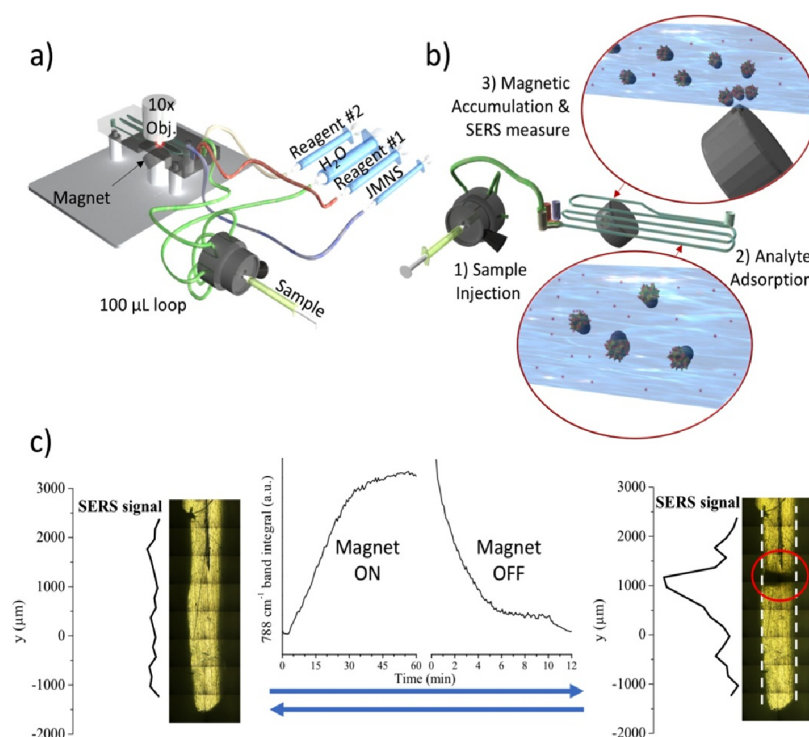 a)
10x
Obj.
Magnet
Reagent #2
H₂O
Reagent #1
JMNS
100 µL loop
Sample
b)
3) Magnetic
Accumulation &
SERS measure
1) Sample
Injection
2) Analyte
Adsorption
c)
SERS signal
y (µm)
3000
2000
1000
0
-1000
-2000
788 cm⁻¹ band integral (a.u.)
Magnet
ON
Magnet
OFF
0 15 30 45 60
0 2 4 6 8 10 12
Time (min)
SERS signal
y (µm)
3000
2000
1000
0
-1000
-2000